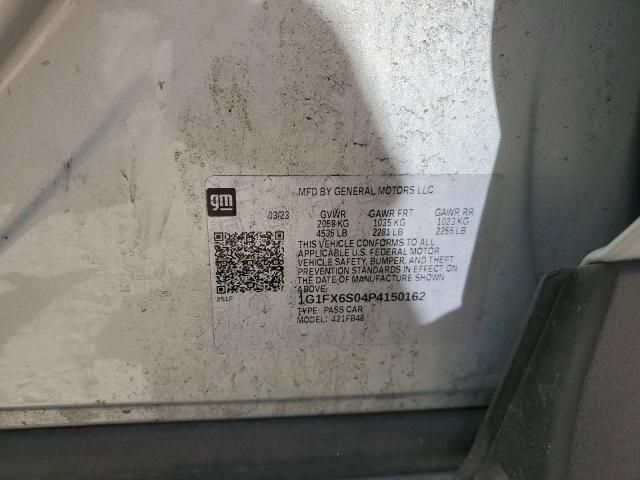 MFD BY GENERAL MOTORS LLC
gm
03/23 GVWR GAWR FRT GAWR RR
2058 KG 1035 KG 1023 KG
4536 LB 2281 LB 2255 LB
THIS VEHICLE CONFORMS TO ALL
APPLICABLE U.S. FEDERAL MOTOR
VEHICLE SAFETY, BUMPER, AND THEFT
PREVENTION STANDARDS IN EFFECT ON
THE DATE OF MANUFACTURE SHOWN
ABOVE.
251F
1G1FX6S04P4150162
TYPE: PASS CAR
MODEL: 421FB48